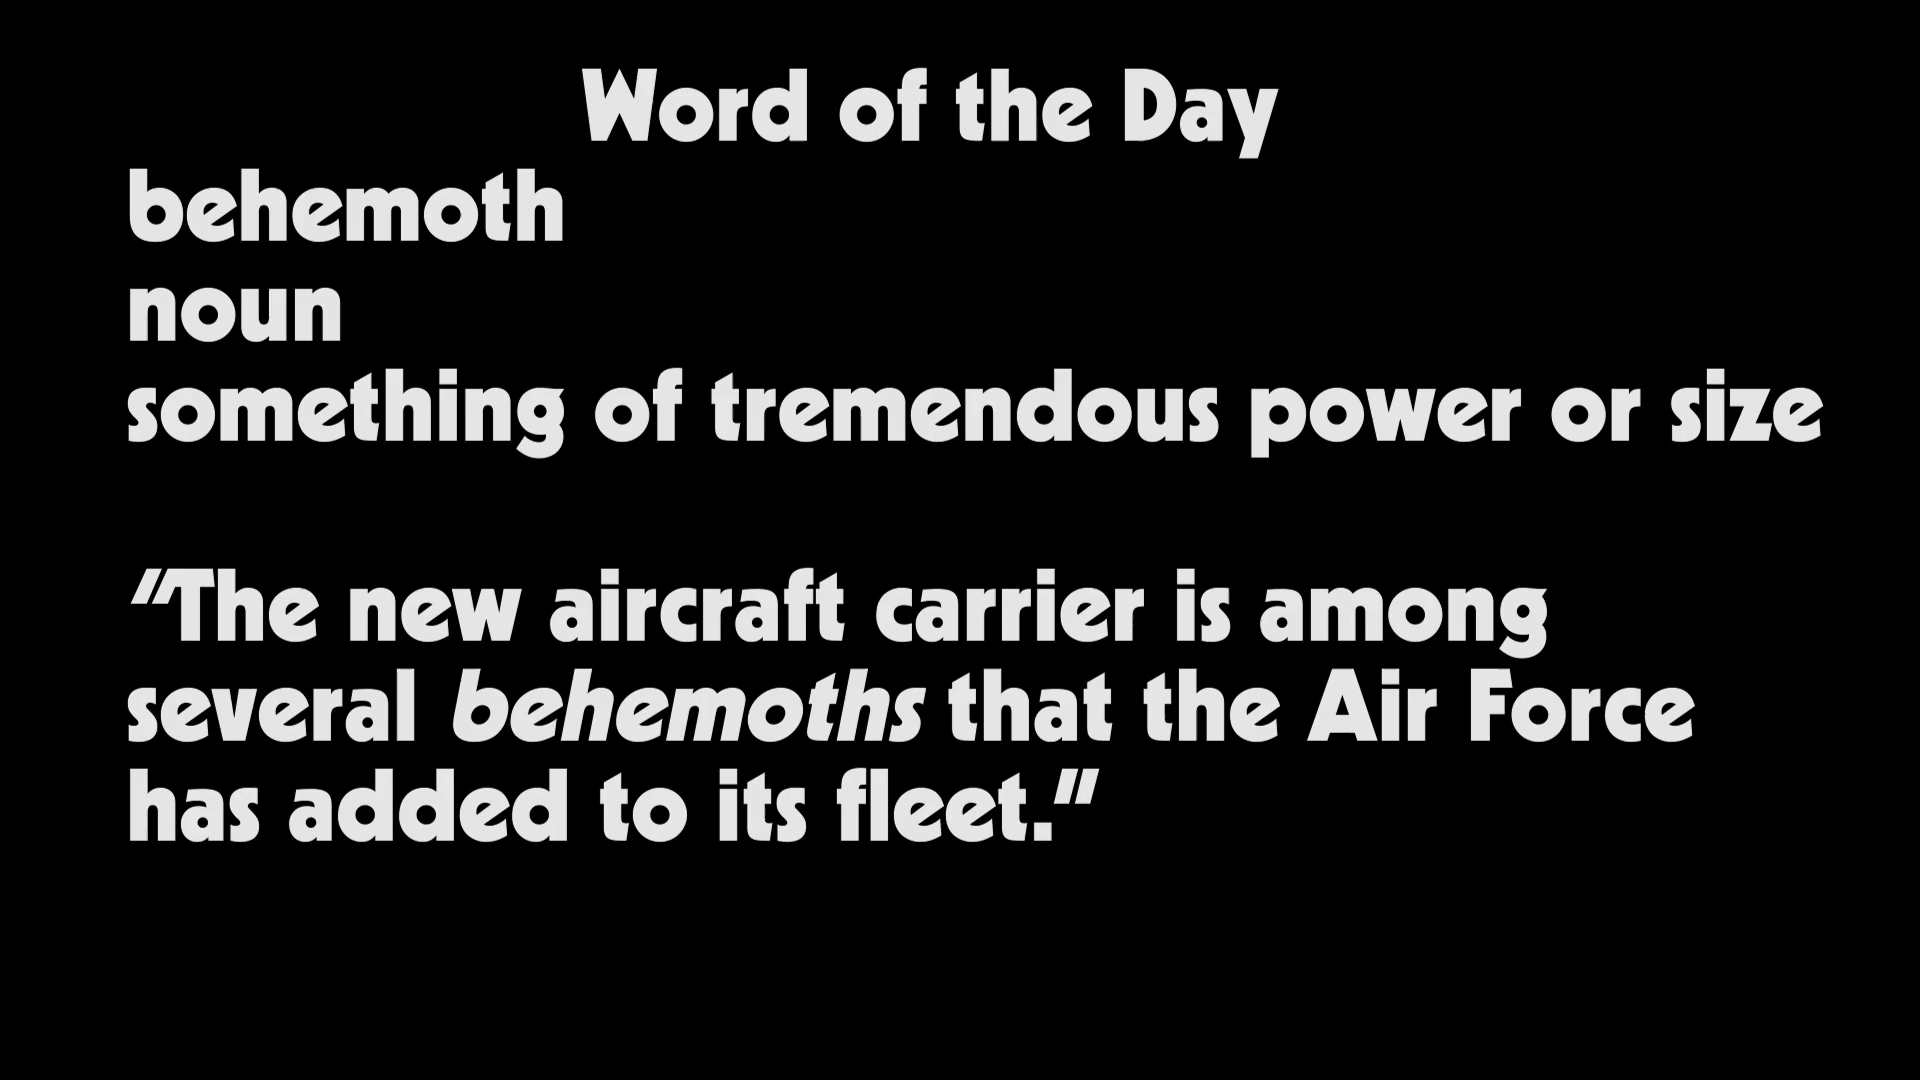 Word of the Day
behemoth
noun
something of tremendous power or size
"The new aircraft carrier is among
several behemoths that the Air Force
has added to its fleet."